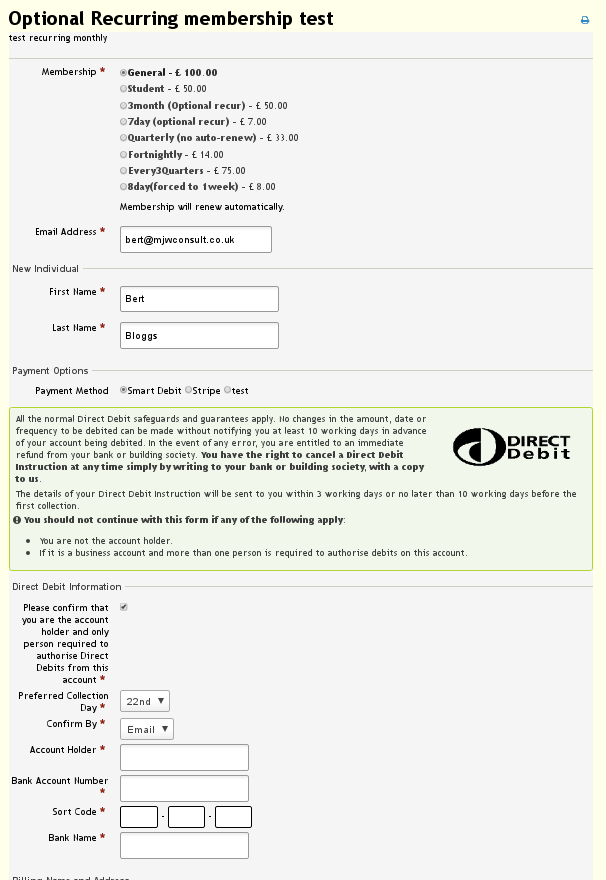 Optional Recurring membership test
test recurring monthly
Membership *
General - £ 100.00
Student - £ 50.00
3month (Optional recur) - £ 50.00
7day (optional recur) - £ 7.00
Quarterly (no auto-renew) - £ 33.00
Fortnightly - £ 14.00
Every3Quarters - £ 75.00
8day(forced to 1week) - £ 8.00
Membership will renew automatically.
Email Address *
bert@mjwconsult.co.uk
New Individual
First Name *
Bert
Last Name *
Bloggs
Payment Options
Payment Method
Smart Debit Stripe test
All the normal Direct Debit safeguards and guarantees apply. No changes in the amount, date or
frequency to be debited can be made without notifying you at least 10 working days in advance
of your account being debited. In the event of any error, you are entitled to an immediate
refund from your bank or building society. You have the right to cancel a Direct Debit
Instruction at any time simply by writing to your bank or building society, with a copy
to us.
DIRECT
Debit
The details of your Direct Debit Instruction will be sent to you within 3 working days or no later than 10 working days before the
first collection.
You should not continue with this form if any of the following apply:
• You are not the account holder.
• If it is a business account and more than one person is required to authorise debits on this account.
Direct Debit Information
Please confirm that
you are the account
holder and only
person required to
authorise Direct
Debits from this
account *
Preferred Collection
Day *
22nd
Confirm By *
Email
Account Holder *
Bank Account Number
*
Sort Code *
- -
Bank Name *
Billing Name and Address